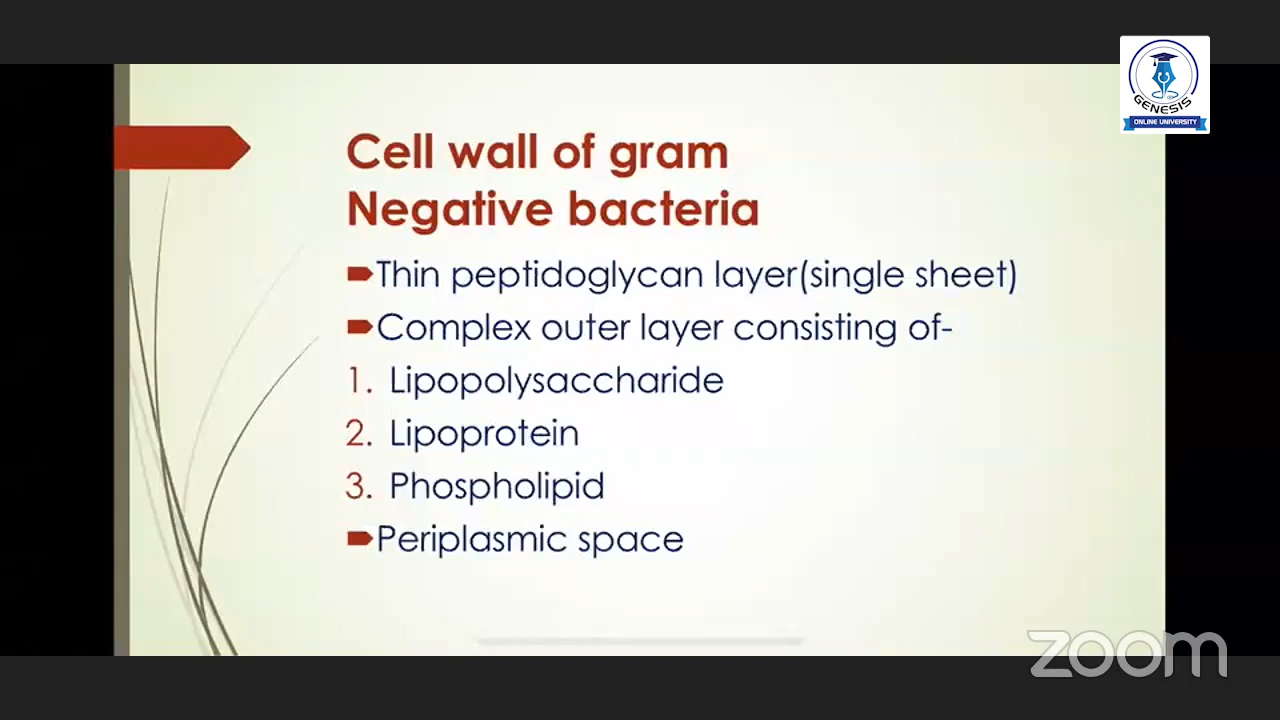 GENESIS
ONLINE UNIVERSITY
Cell wall of gram
Negative bacteria
Thin peptidoglycan layer(single sheet)
Complex outer layer consisting of-
1. Lipopolysaccharide
2. Lipoprotein
3. Phospholipid
Periplasmic space
zoom